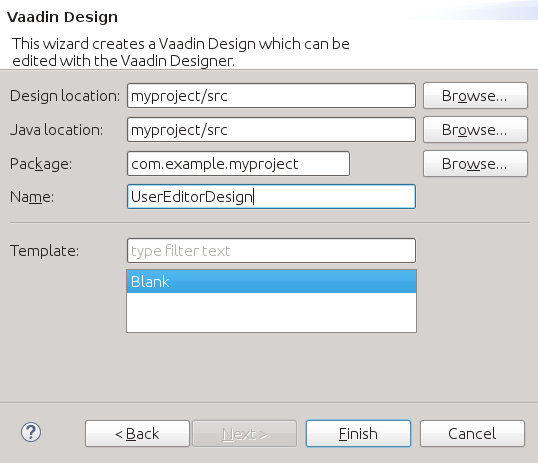 Vaadin Design
This wizard creates a Vaadin Design which can be
edited with the Vaadin Designer.
Design location: myproject/src Browse...
Java location: myproject/src Browse...
Package: com.example.myproject Browse...
Name: UserEditorDesign
Template: type filter text
Blank
? < Back Next > Finish Cancel